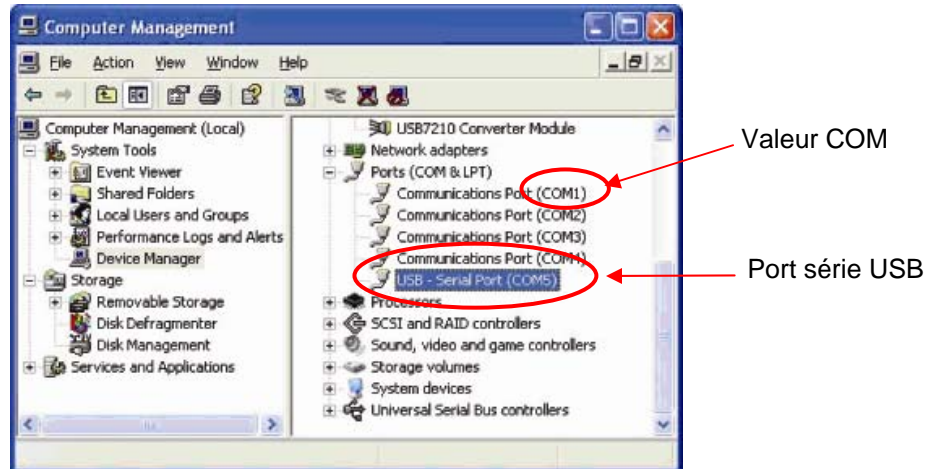 Computer Management
File Action View Window Help
Computer Management (Local)
System Tools
Event Viewer
Shared Folders
Local Users and Groups
Performance Logs and Alerts
Device Manager
Storage
Removable Storage
Disk Defragmenter
Disk Management
Services and Applications
USB7210 Converter Module
Network adapters
Ports (COM & LPT)
Communications Port (COM1)
Communications Port (COM2)
Communications Port (COM3)
Communications Port (COM4)
USB - Serial Port (COM5)
Processors
SCSI and RAID controllers
Sound, video and game controllers
Storage volumes
System devices
Universal Serial Bus controllers
Valeur COM
Port série USB